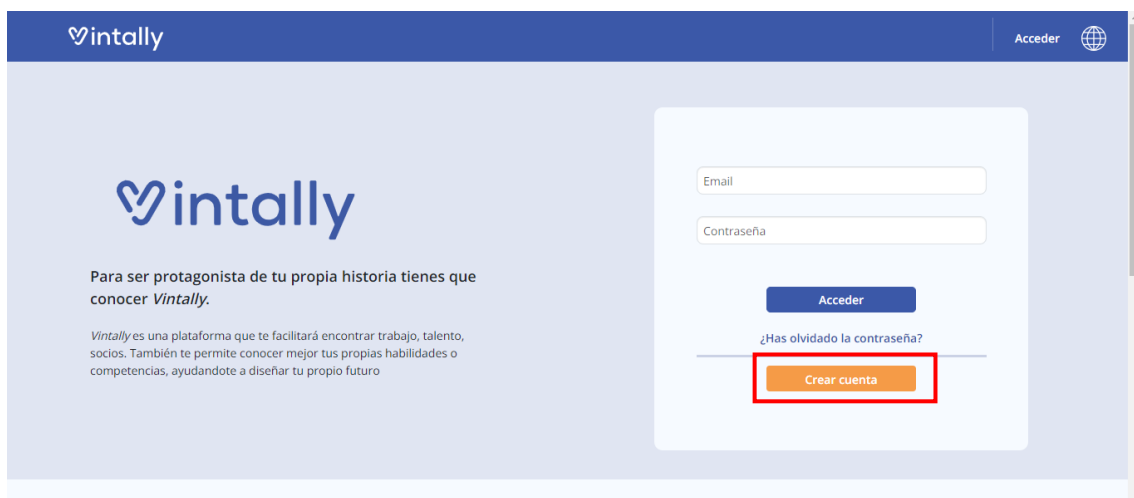 Vintally
Acceder
Vintally
Para ser protagonista de tu propia historia tienes que
conocer Vintally.
Vintally es una plataforma que te facilitará encontrar trabajo, talento,
socios. También te permite conocer mejor tus propias habilidades o
competencias, ayudandote a diseñar tu propio futuro
Email
Contraseña
Acceder
¿Has olvidado la contraseña?
Crear cuenta